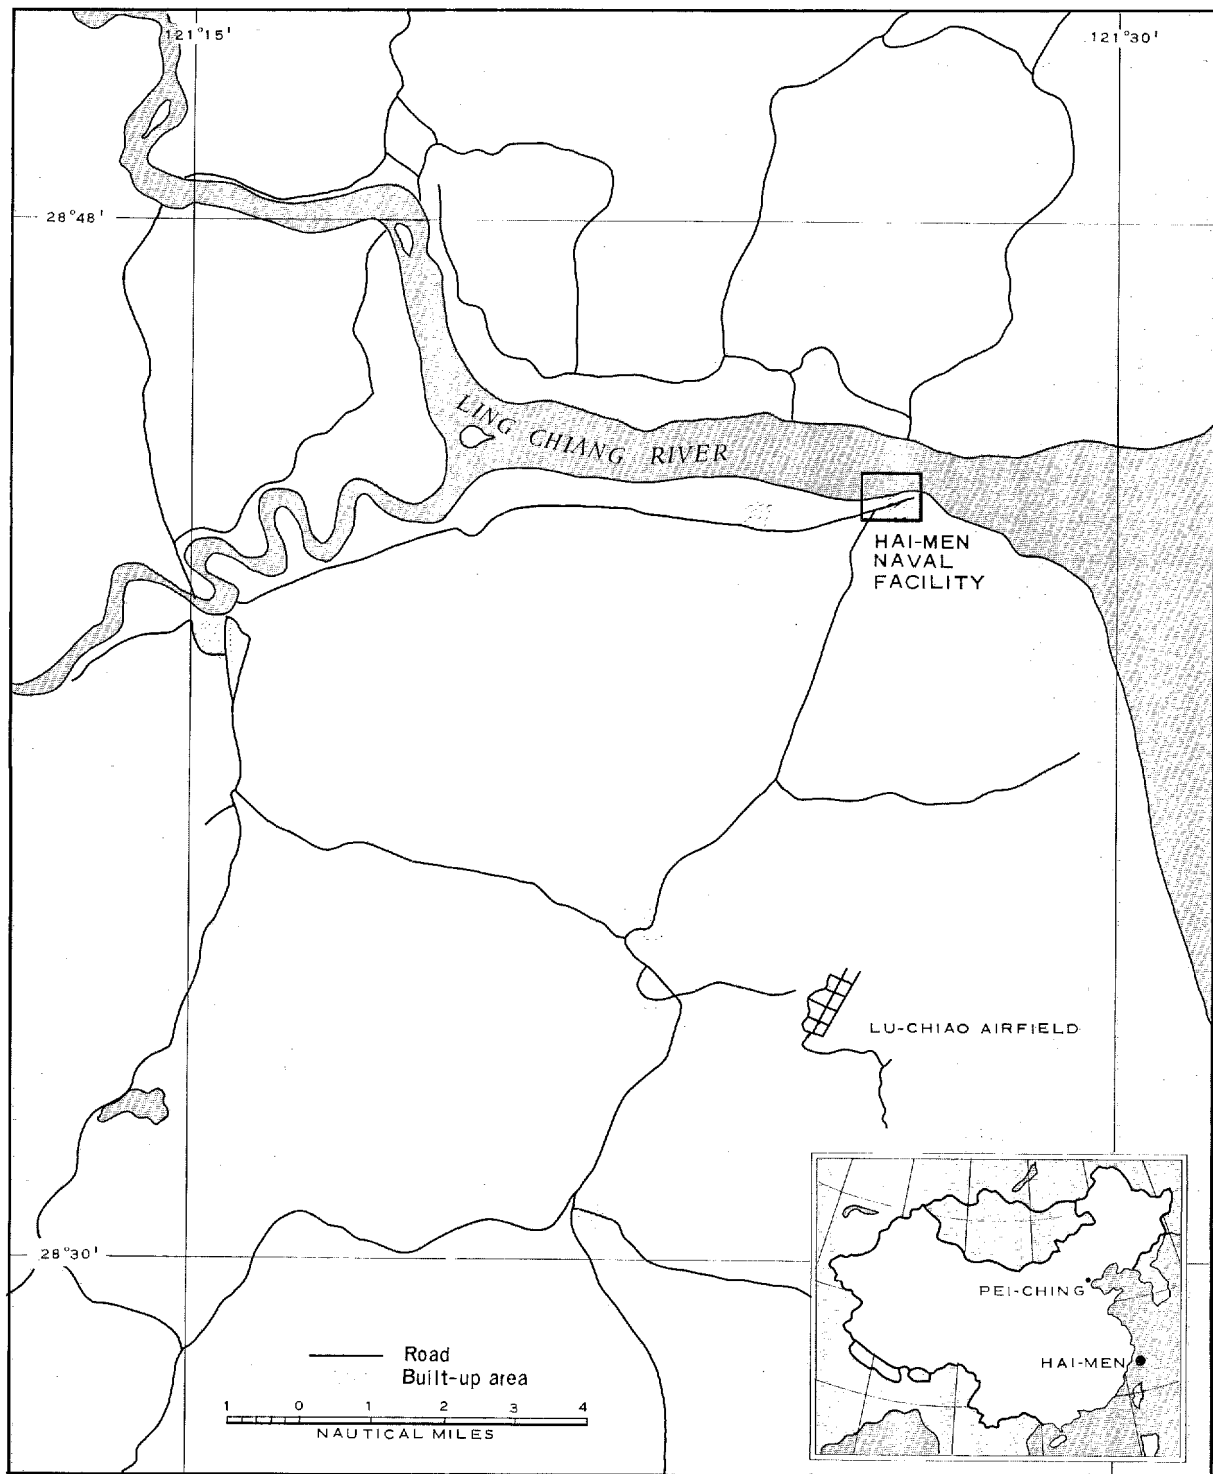 121°15'
121°30'
28°48'
LING CHIANG RIVER
HAI-MEN
NAVAL
FACILITY
LU-CHIAO AIRFIELD
28°30'
PEI-CHING
HAI-MEN
Road
Built-up area
1 0 1 2 3 4
NAUTICAL MILES